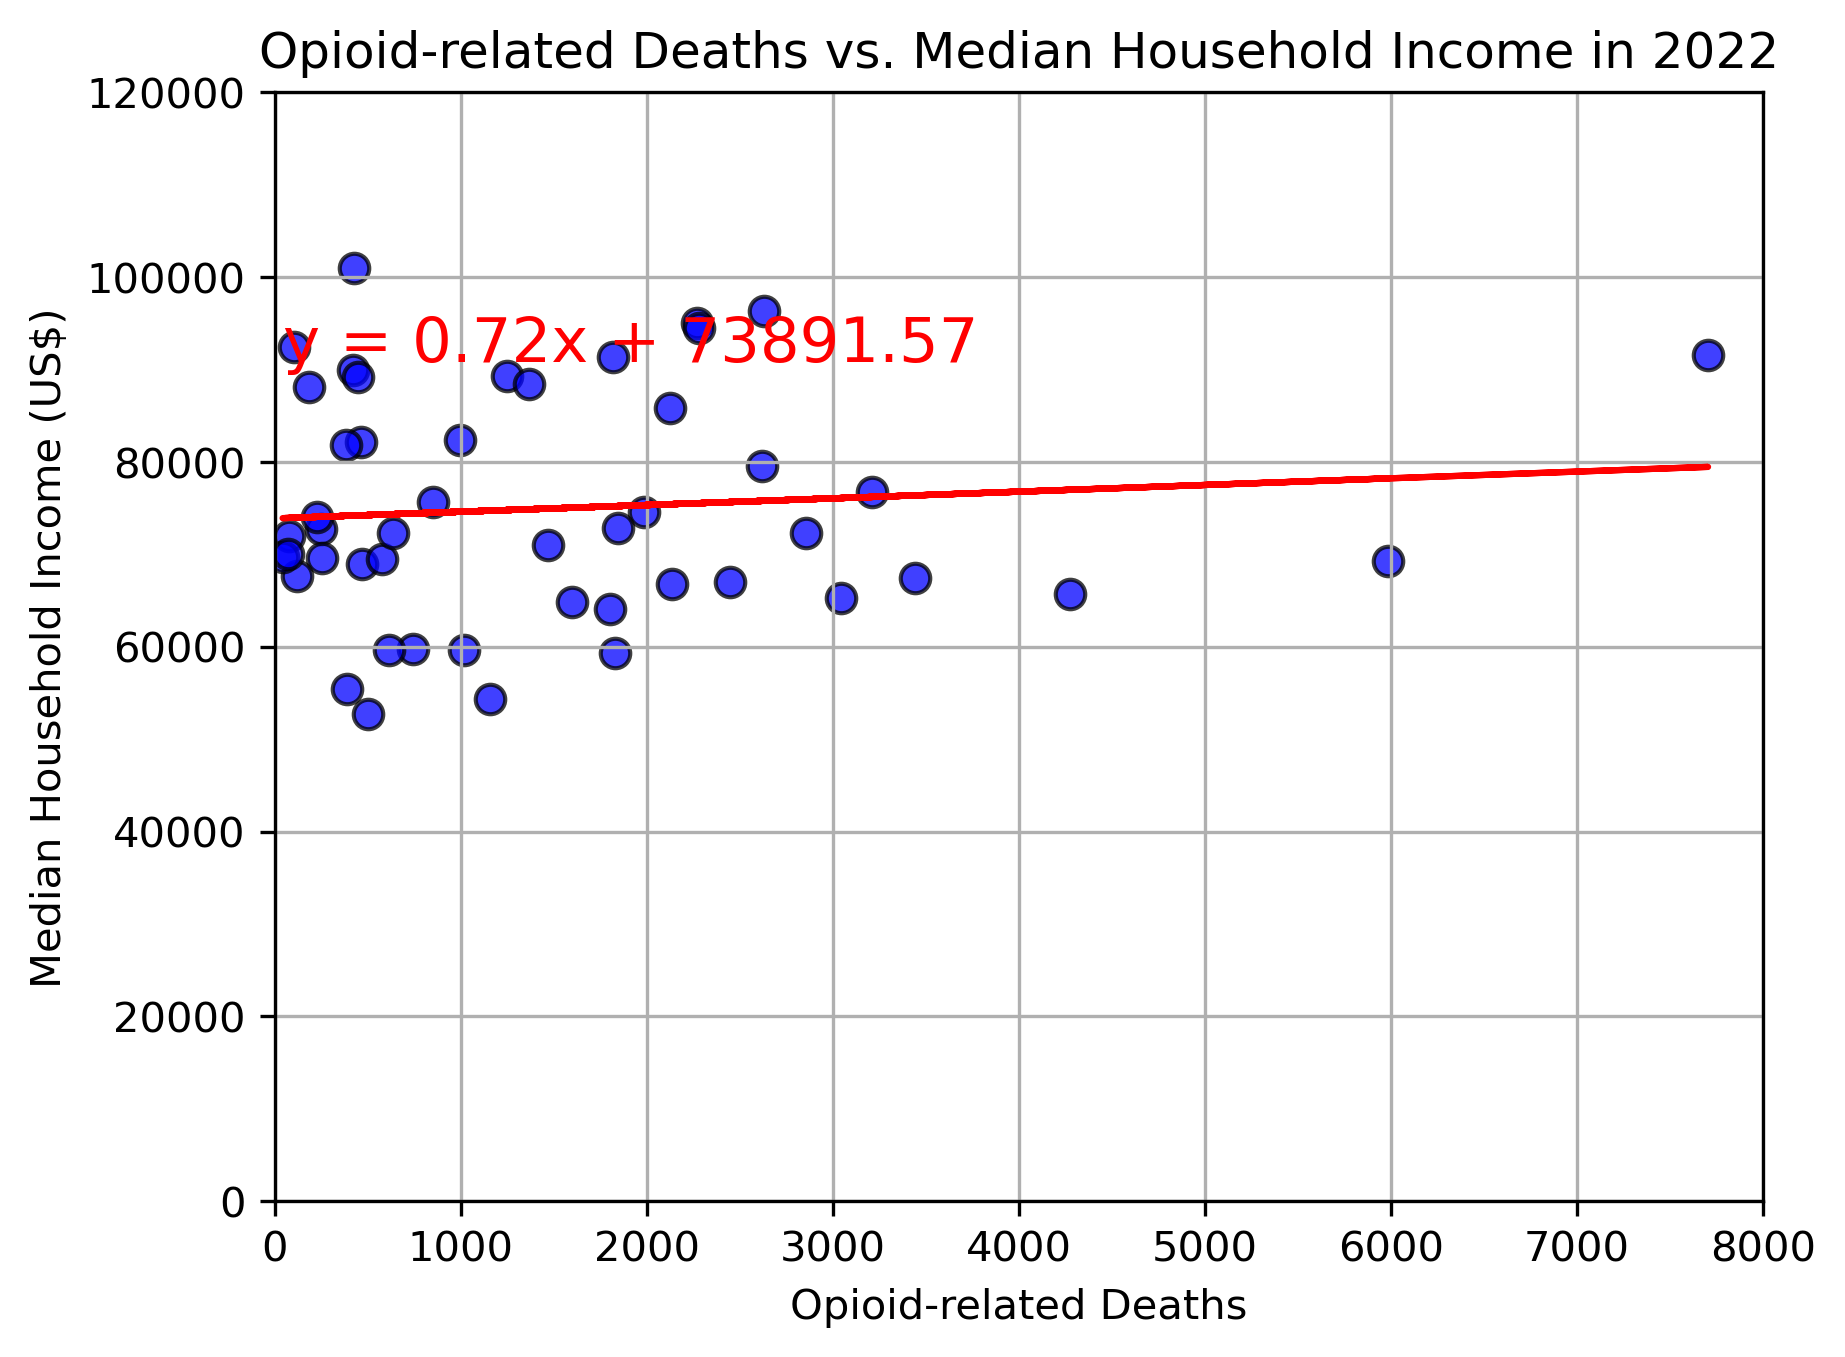 Opioid-related Deaths vs. Median Household Income in 2022
120000
100000
80000
60000
40000
20000
0
Median Household Income (US$)
y = 0.72x + 73891.57
0 1000 2000 3000 4000 5000 6000 7000 8000
Opioid-related Deaths